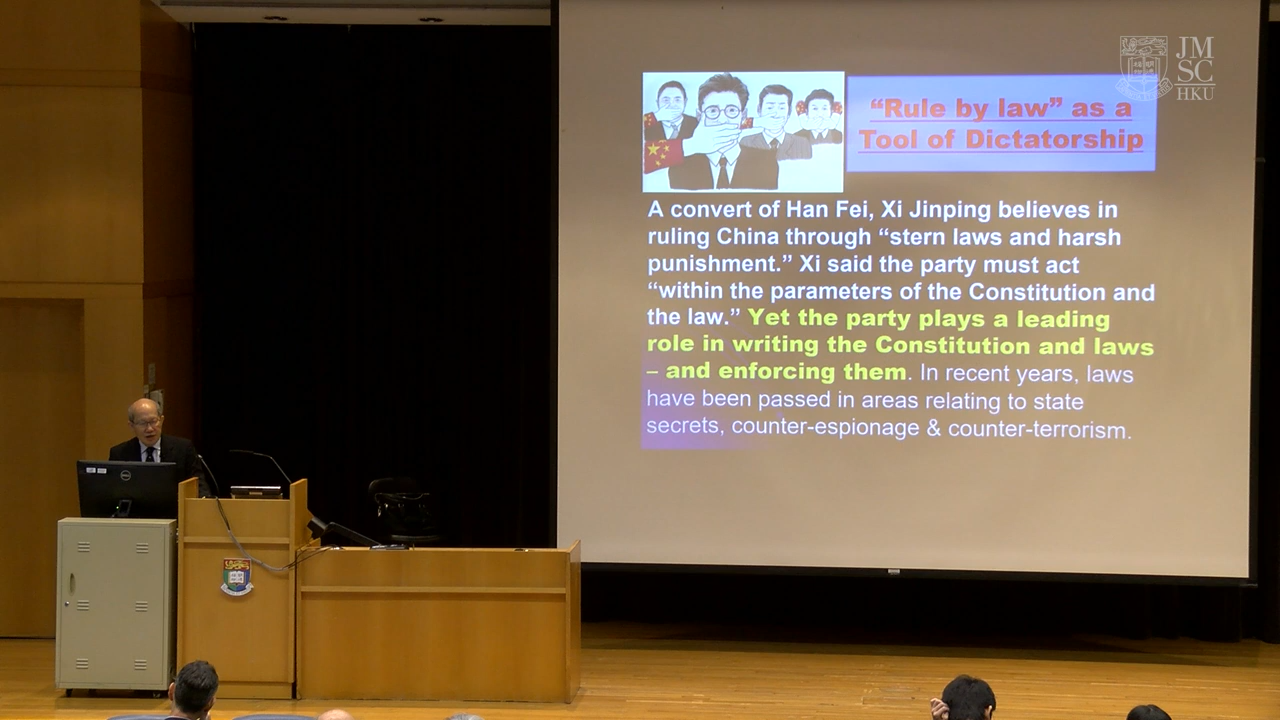 JM
SC
HKU
“Rule by law” as a
Tool of Dictatorship
A convert of Han Fei, Xi Jinping believes in
ruling China through “stern laws and harsh
punishment.” Xi said the party must act
“within the parameters of the Constitution and
the law.” Yet the party plays a leading
role in writing the Constitution and laws
– and enforcing them. In recent years, laws
have been passed in areas relating to state
secrets, counter-espionage & counter-terrorism.
DELL